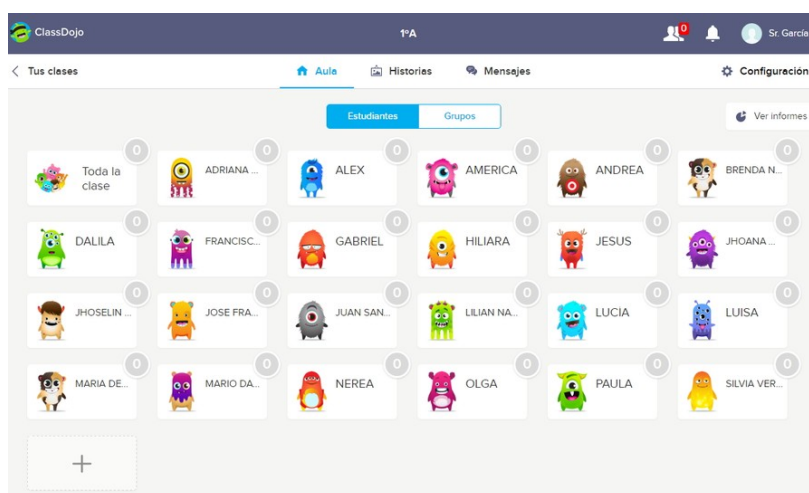 ClassDojo
1ºA
0
Sr. García
Tus clases
Aula
Historias
Mensajes
Configuración
Estudiantes
Grupos
Ver informes
Toda la
clase
0
ADRIANA ...
0
ALEX
0
AMERICA
0
ANDREA
0
BRENDA N...
0
DALILA
0
FRANCISC...
0
GABRIEL
0
HILIARA
0
JESUS
0
JHOANA ...
0
JHOSELIN ...
0
JOSE FRA...
0
JUAN SAN...
0
LILIAN NA...
0
LUCIA
0
LUISA
0
MARIA DE...
0
MARIO DA...
0
NEREA
0
OLGA
0
PAULA
0
SILVIA VER...
0
+